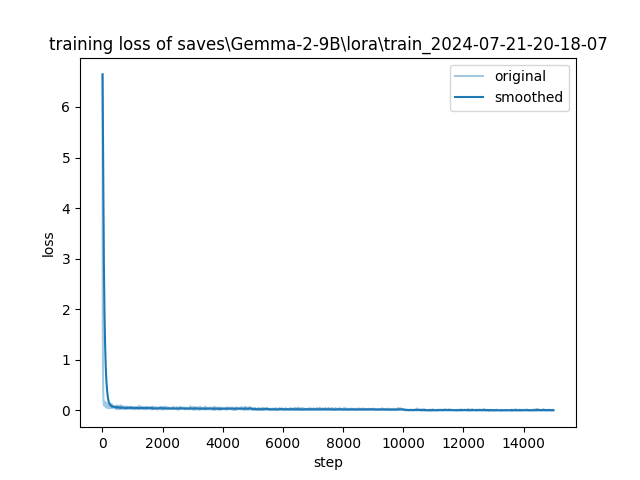 training loss of saves\Gemma-2-9B\lora\train_2024-07-21-20-18-07
original
smoothed
loss
6
5
4
3
2
1
0
0 2000 4000 6000 8000 10000 12000 14000
step